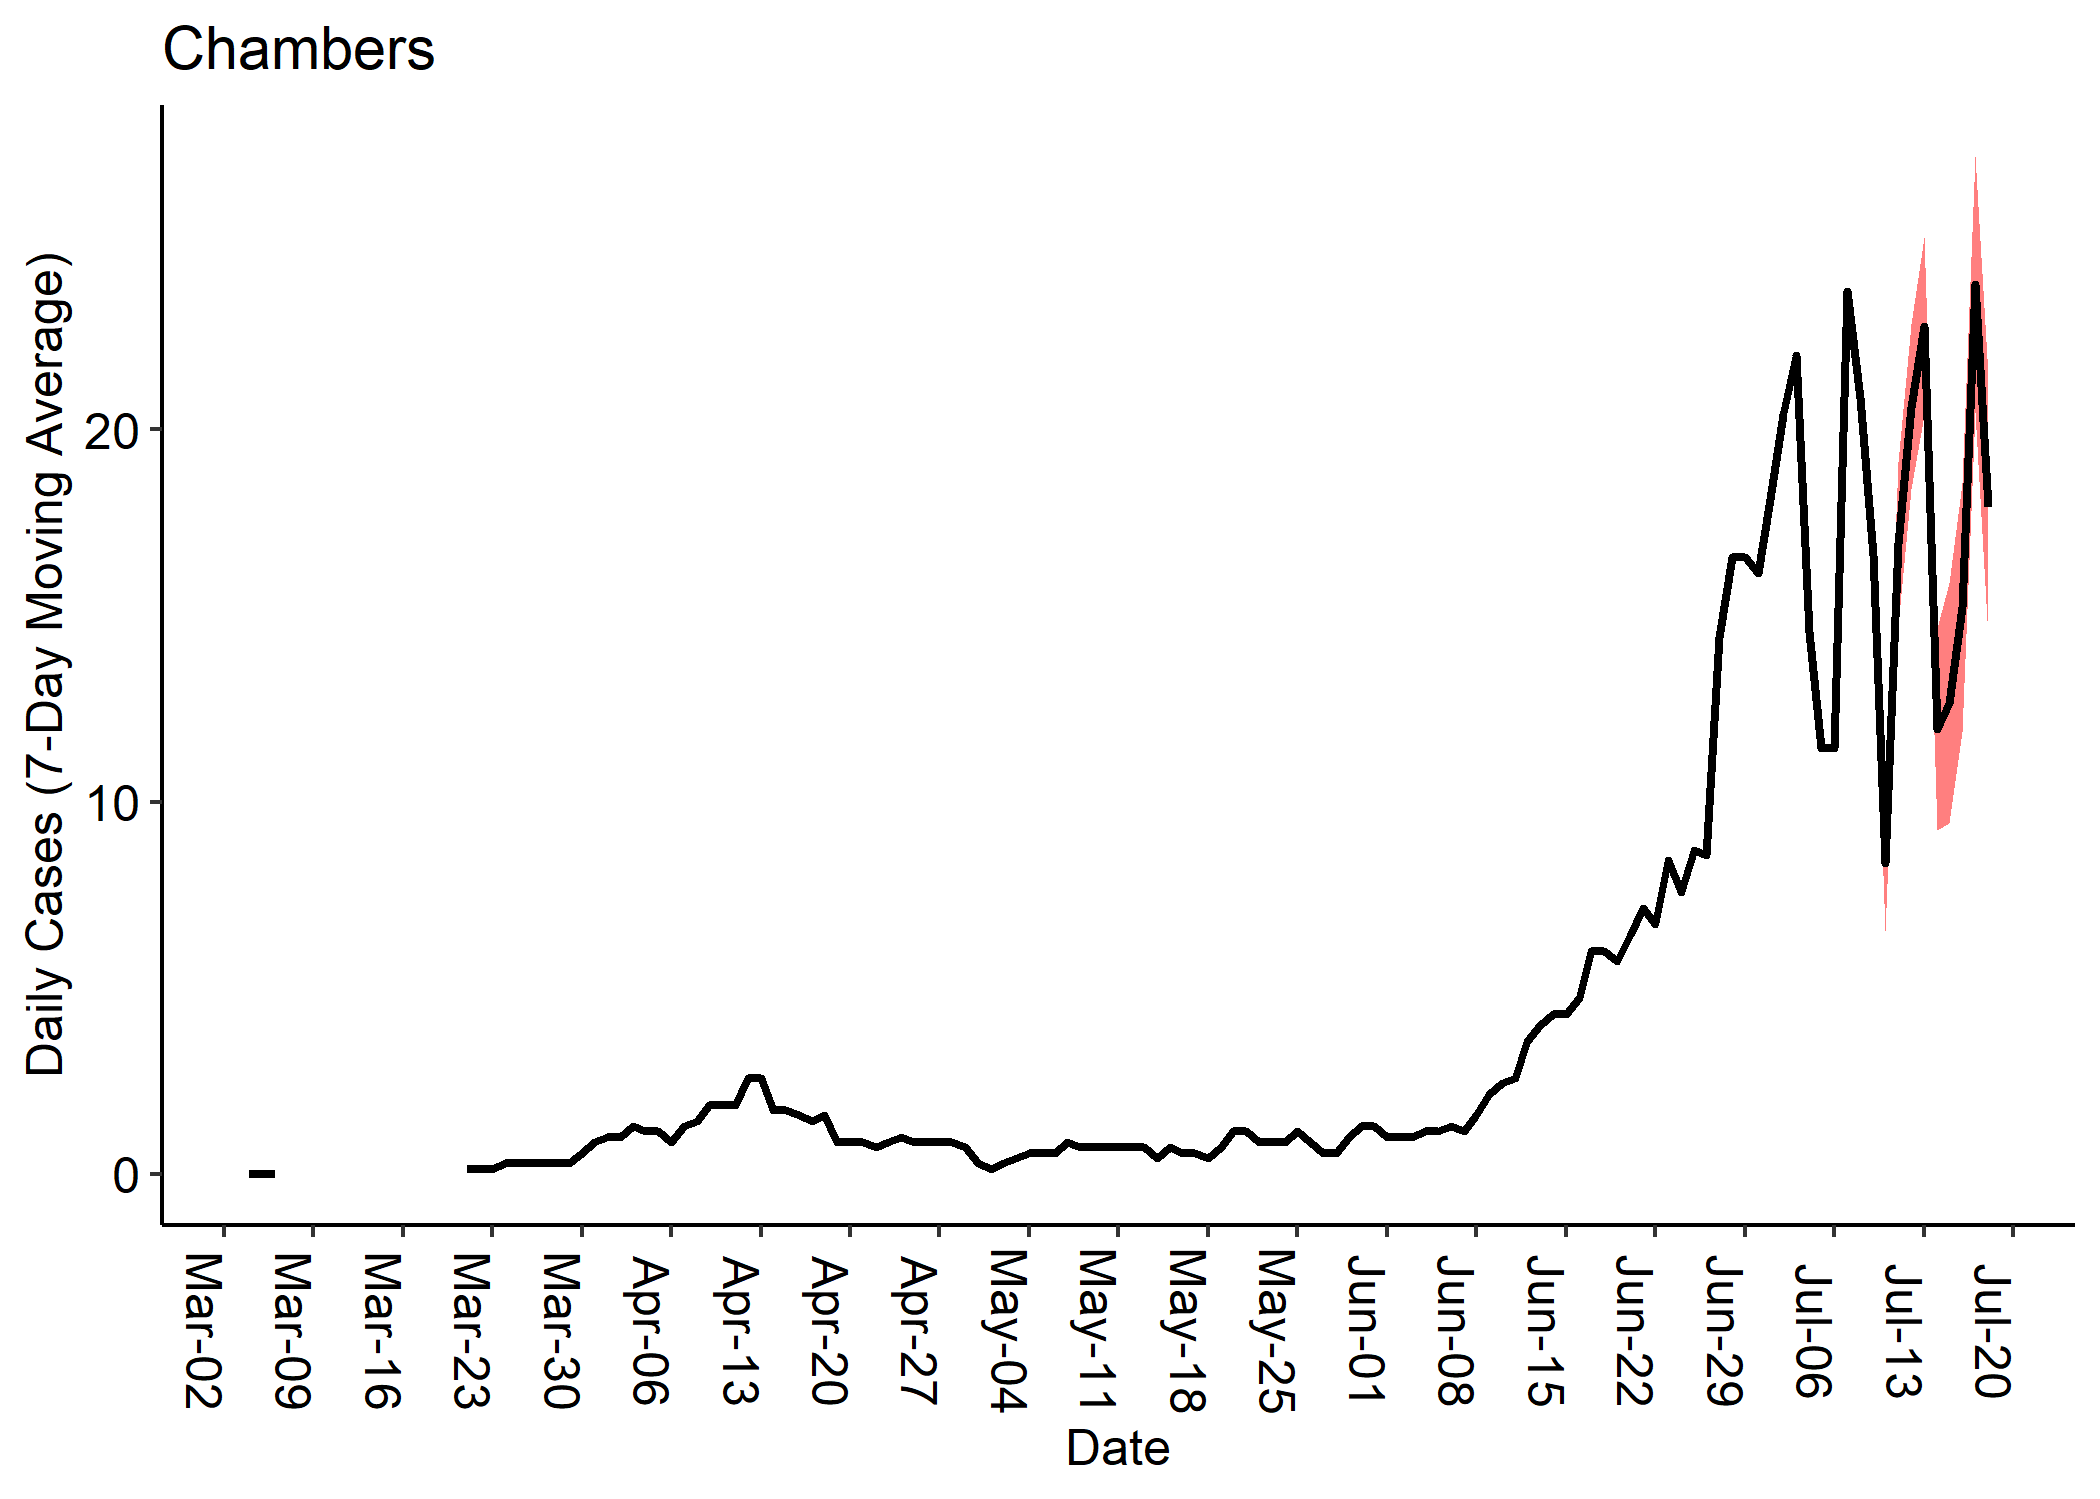 Chambers
Daily Cases (7-Day Moving Average)
20
10
0
Mar-02
Mar-09
Mar-16
Mar-23
Mar-30
Apr-06
Apr-13
Apr-20
Apr-27
May-04
May-11
May-18
May-25
Jun-01
Jun-08
Jun-15
Jun-22
Jun-29
Jul-06
Jul-13
Jul-20
Date